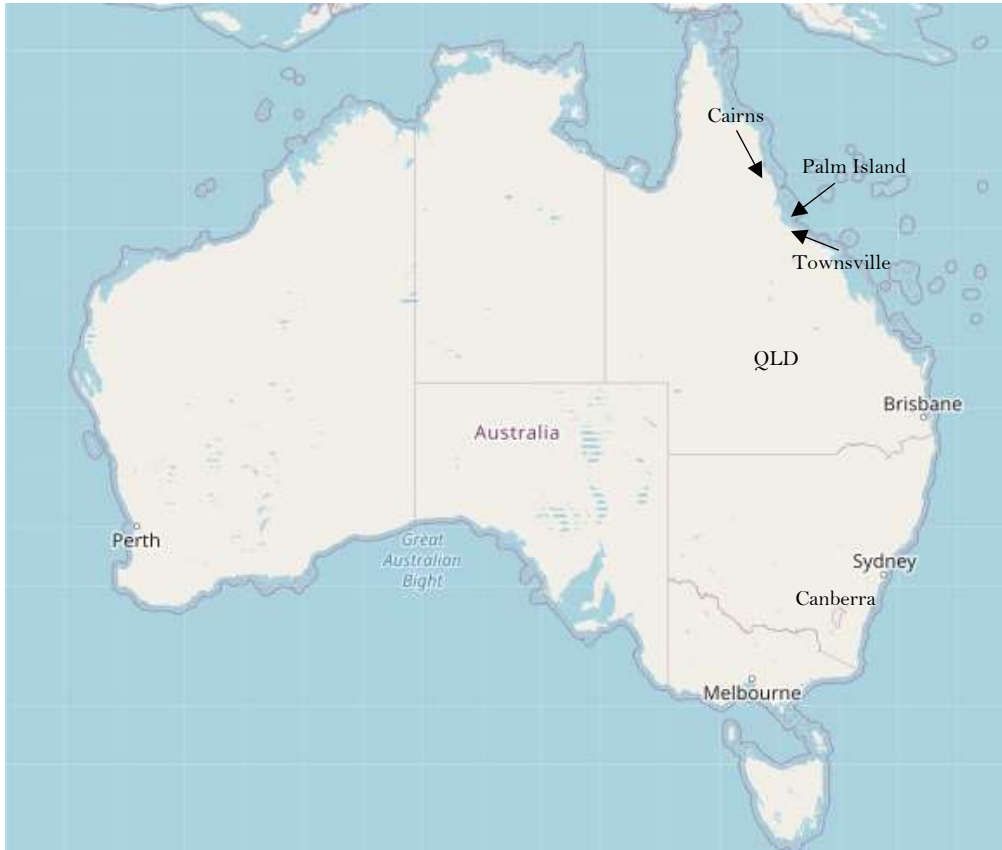 Cairns
Palm Island
Townsville
QLD
Brisbane
Australia
Perth
Great
Australian
Bight
Sydney
Canberra
Melbourne